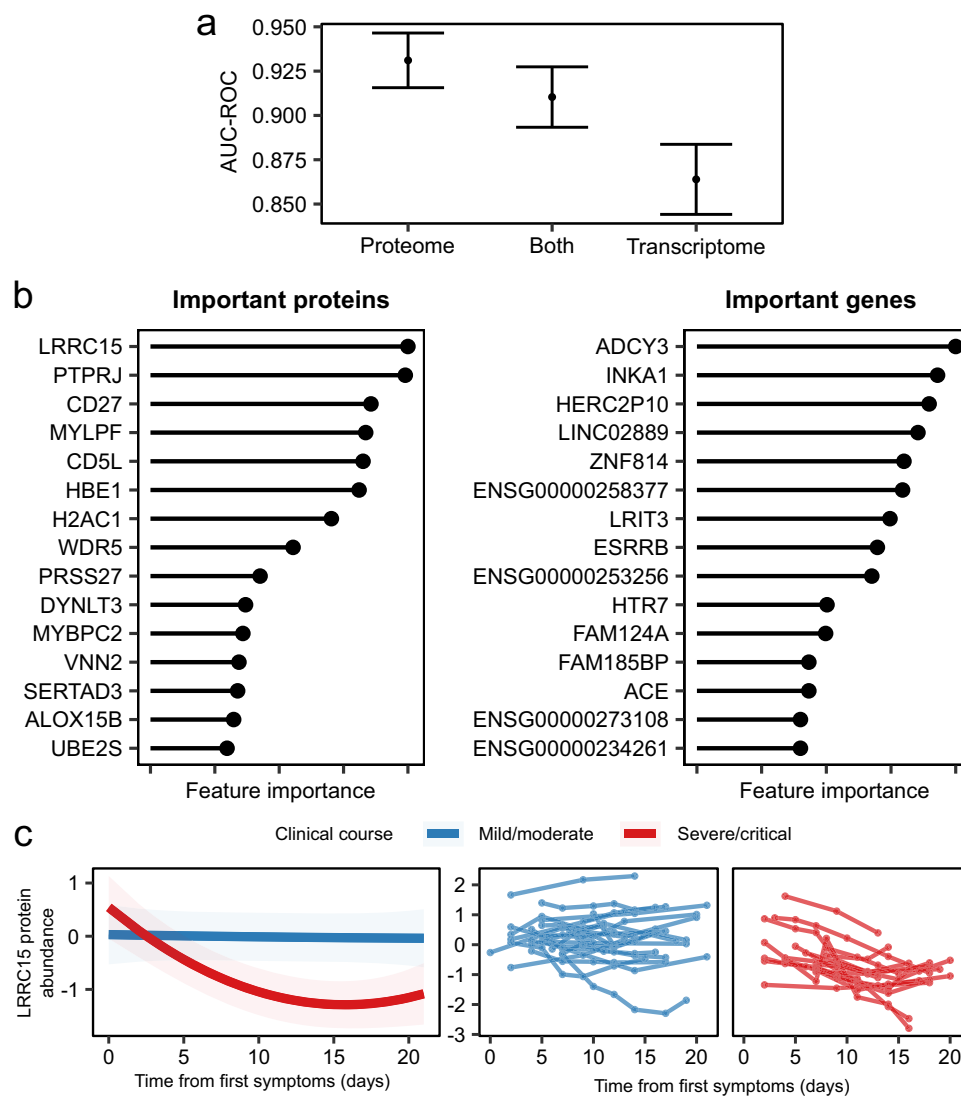 a
AUC-ROC
0.950
0.925
0.900
0.875
0.850
Proteome Both Transcriptome
b
Important proteins
LRRC15
PTPRJ
CD27
MYLPF
CD5L
HBE1
H2AC1
WDR5
PRSS27
DYNLT3
MYBPC2
VNN2
SERTAD3
ALOX15B
UBE2S
Feature importance
Important genes
ADCY3
INKA1
HERC2P10
LINC02889
ZNF814
ENSG00000258377
LRIT3
ESRRB
ENSG00000253256
HTR7
FAM124A
FAM185BP
ACE
ENSG00000273108
ENSG00000234261
Feature importance
c
Clinical course Mild/moderate Severe/critical
LRRC15 protein
abundance
1
0
-1
0 5 10 15 20
Time from first symptoms (days)
2
1
0
-1
-2
-3
0 5 10 15 20
0 5 10 15 20
Time from first symptoms (days)